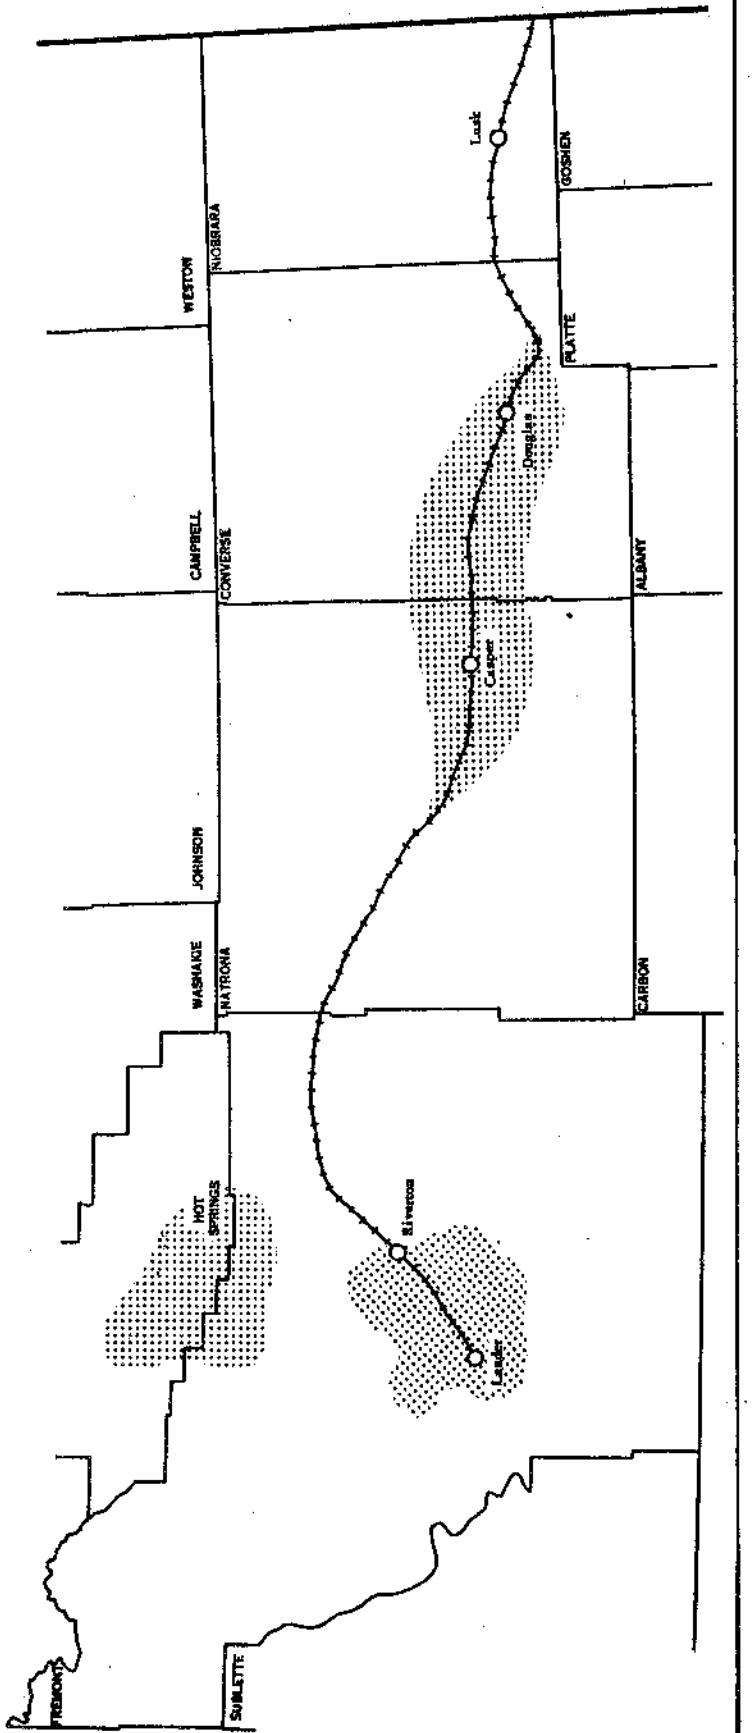 FREMONT
SUBLETTE
HOT
SPRINGS
Lander
Riverton
WASHAKIE
NATRONA
CARBON
JOHNSON
Casper
CAMPBELL
CONVERSE
ALBANY
Douglas
PLATTE
WESTON
NIOBRARA
Lusk
GOSHEN